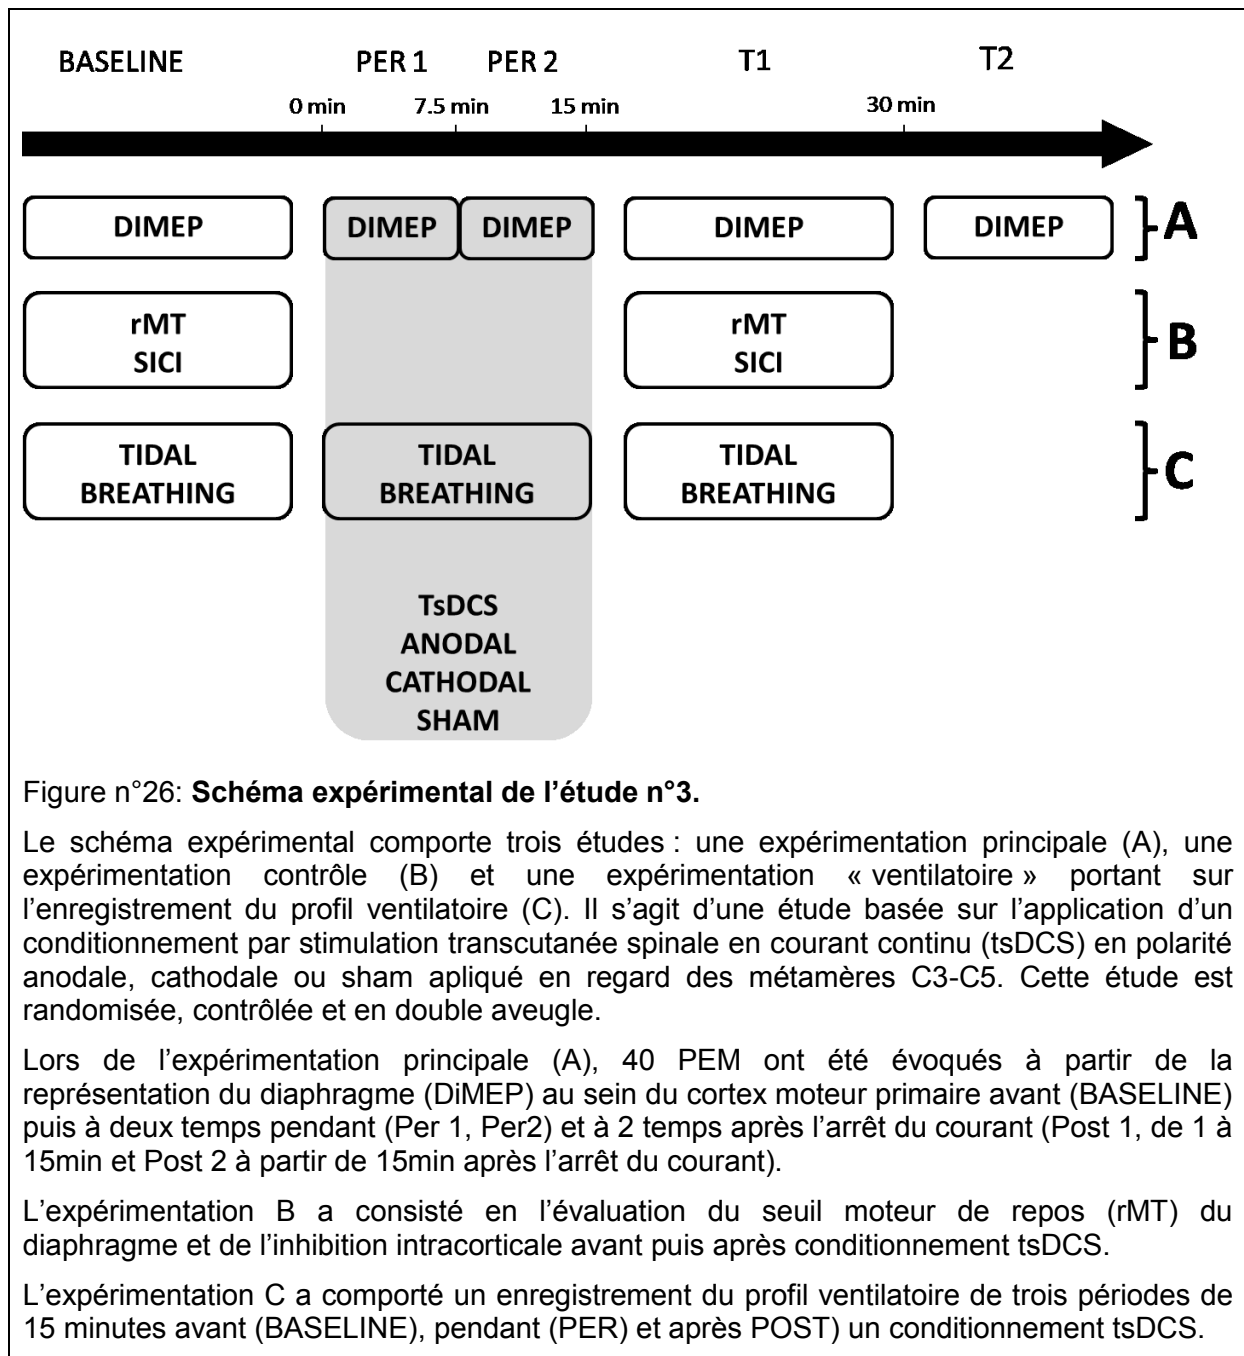 BASELINE PER 1 PER 2 T1 T2
0 min 7.5 min 15 min 30 min
DIMEP DIMEP DIMEP DIMEP DIMEP A
rMT rMT
SICI SICI
B
TIDAL TIDAL TIDAL
BREATHING BREATHING BREATHING
C
TsDCS
ANODAL
CATHODAL
SHAM
Figure n°26: Schéma expérimental de l'étude n°3.
Le schéma expérimental comporte trois études : une expérimentation principale (A), une
expérimentation contrôle (B) et une expérimentation « ventilatoire » portant sur
l'enregistrement du profil ventilatoire (C). Il s'agit d'une étude basée sur l'application d'un
conditionnement par stimulation transcutanée spinale en courant continu (tsDCS) en polarité
anodale, cathodale ou sham apliqué en regard des métamères C3-C5. Cette étude est
randomisée, contrôlée et en double aveugle.
Lors de l'expérimentation principale (A), 40 PEM ont été évoqués à partir de la
représentation du diaphragme (DiMEP) au sein du cortex moteur primaire avant (BASELINE)
puis à deux temps pendant (Per 1, Per2) et à 2 temps après l'arrêt du courant (Post 1, de 1 à
15min et Post 2 à partir de 15min après l'arrêt du courant).
L'expérimentation B a consisté en l'évaluation du seuil moteur de repos (rMT) du
diaphragme et de l'inhibition intracorticale avant puis après conditionnement tsDCS.
L'expérimentation C a comporté un enregistrement du profil ventilatoire de trois périodes de
15 minutes avant (BASELINE), pendant (PER) et après POST) un conditionnement tsDCS.